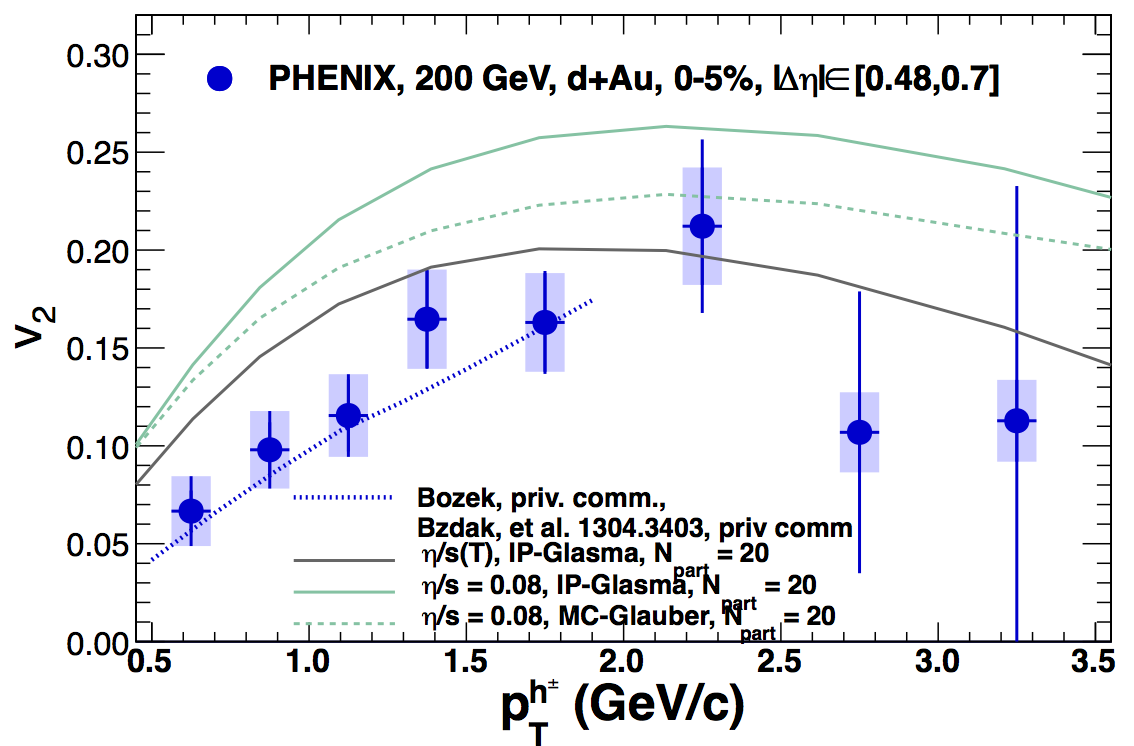 0.30
0.25
0.20
0.15
0.10
0.05
0.00
v2
PHENIX, 200 GeV, d+Au, 0-5%, |Δη|∈[0.48,0.7]
Bozek, priv. comm.,
Bzdak, et al. 1304.3403, priv comm
η/s(T), IP-Glasma, Npart = 20
η/s = 0.08, IP-Glasma, Npart = 20
η/s = 0.08, MC-Glauber, Npart = 20
0.5 1.0 1.5 2.0 2.5 3.0 3.5
pT h± (GeV/c)